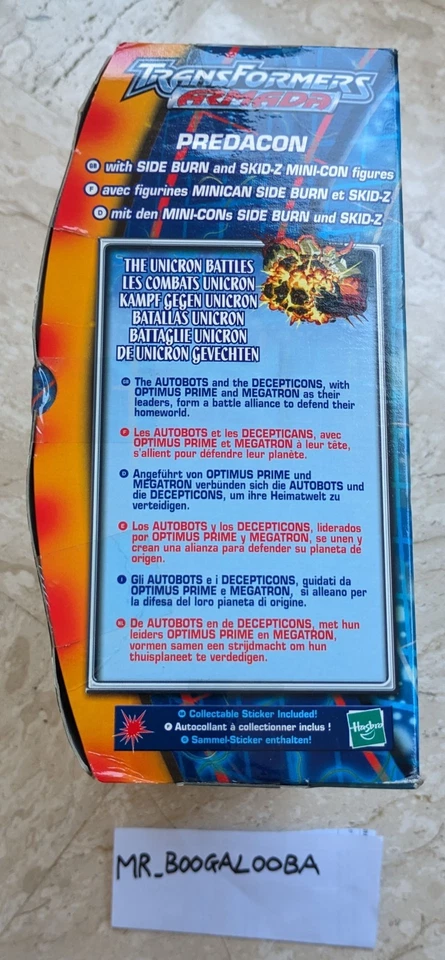 TRANSFORMERS
ARMADA
PREDACON
GB with SIDE BURN and SKID-Z MINI-CON figures
F avec figurines MINICAN SIDE BURN et SKID-Z
D mit den MINI-CONs SIDE BURN und SKID-Z
THE UNICRON BATTLES
LES COMBATS UNICRON
KAMPF GEGEN UNICRON
BATALLAS UNICRON
BATTAGLIE UNICRON
DE UNICRON GEVECHTEN
GB The AUTOBOTS and the DECEPTICONS, with
OPTIMUS PRIME and MEGATRON as their
leaders, form a battle alliance to defend their
homeworld.
F Les AUTOBOTS et les DECEPTICANS, avec
OPTIMUS PRIME et MEGATRON à leur tête,
s'allient pour défendre leur planète.
D Angeführt von OPTIMUS PRIME und
MEGATRON verbünden sich die AUTOBOTS und
die DECEPTICONS, um ihre Heimatwelt zu
verteidigen.
E Los AUTOBOTS y los DECEPTICONS, liderados
por OPTIMUS PRIME y MEGATRON, se unen y
crean una alianza para defender su planeta de
origen.
I Gli AUTOBOTS e i DECEPTICONS, guidati da
OPTIMUS PRIME e MEGATRON, si alleano per
la difesa del loro pianeta di origine.
NL De AUTOBOTS en de DECEPTICONS, met hun
leiders OPTIMUS PRIME en MEGATRON,
vormen samen een strijdmacht om hun
thuisplaneet te verdedigen.
GB Collectable Sticker Included!
F Autocollant à collectionner inclus !
D Sammel-Sticker enthalten!
Hasbro
MR_BOOGALOOBA